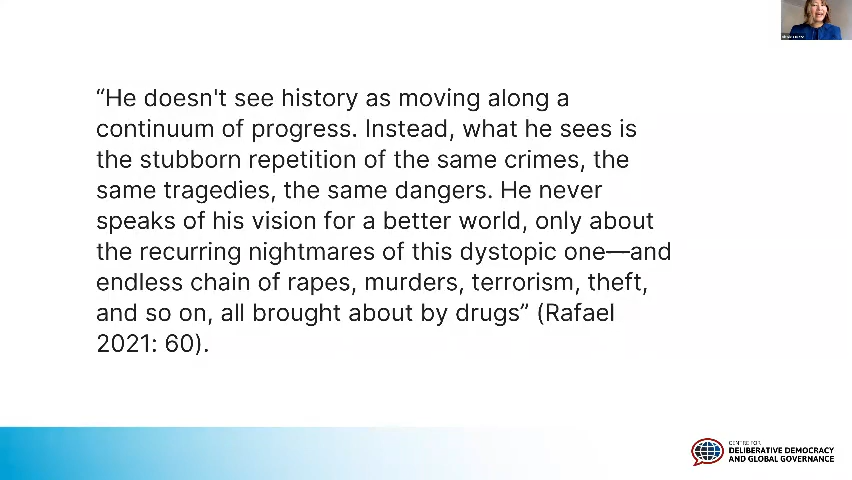 “He doesn't see history as moving along a
continuum of progress. Instead, what he sees is
the stubborn repetition of the same crimes, the
same tragedies, the same dangers. He never
speaks of his vision for a better world, only about
the recurring nightmares of this dystopic one—and
endless chain of rapes, murders, terrorism, theft,
and so on, all brought about by drugs” (Rafael
2021: 60).
CENTRE FOR
DELIBERATIVE DEMOCRACY
AND GLOBAL GOVERNANCE